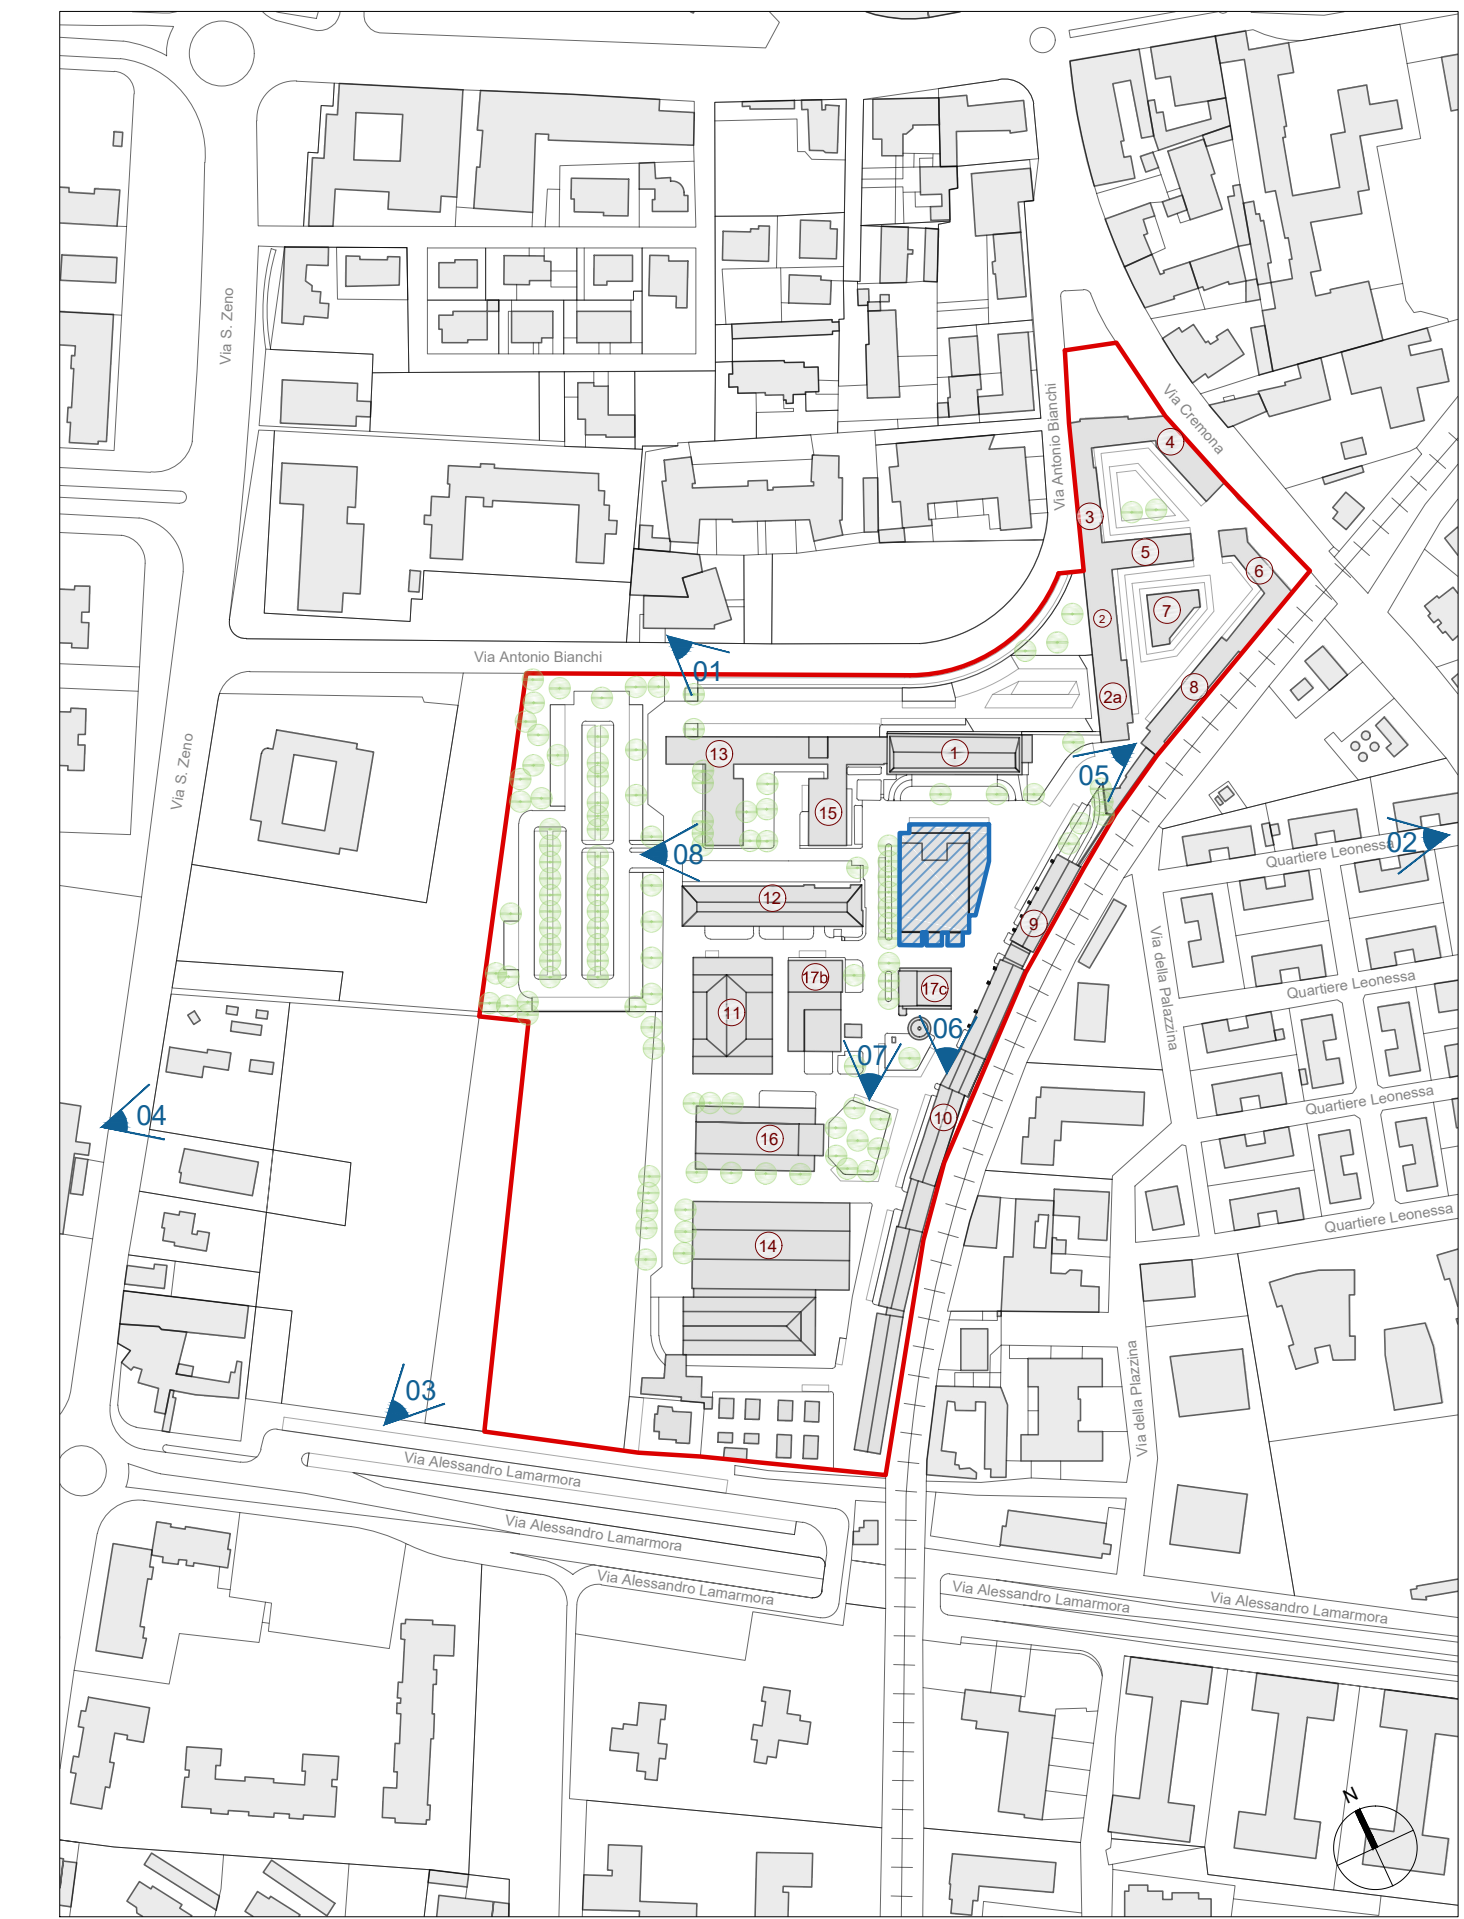 Via S. Zeno
Via Antonio Bianchi
Via Cremona
4
3
5
6
2
7
Via Antonio Bianchi
01
8
2a
Via S. Zeno
13
1
05
15
08
02
Quartiere Leonessa
12
9
Via della Palazzina
17b
17c
Quartiere Leonessa
11
06
07
04
10
Quartiere Leonessa
16
14
Quartiere Leonessa
03
Via della Plazzina
Via Alessandro Lamarmora
Via Alessandro Lamarmora
Via Alessandro Lamarmora
Via Alessandro Lamarmora
Via Alessandro Lamarmora
N